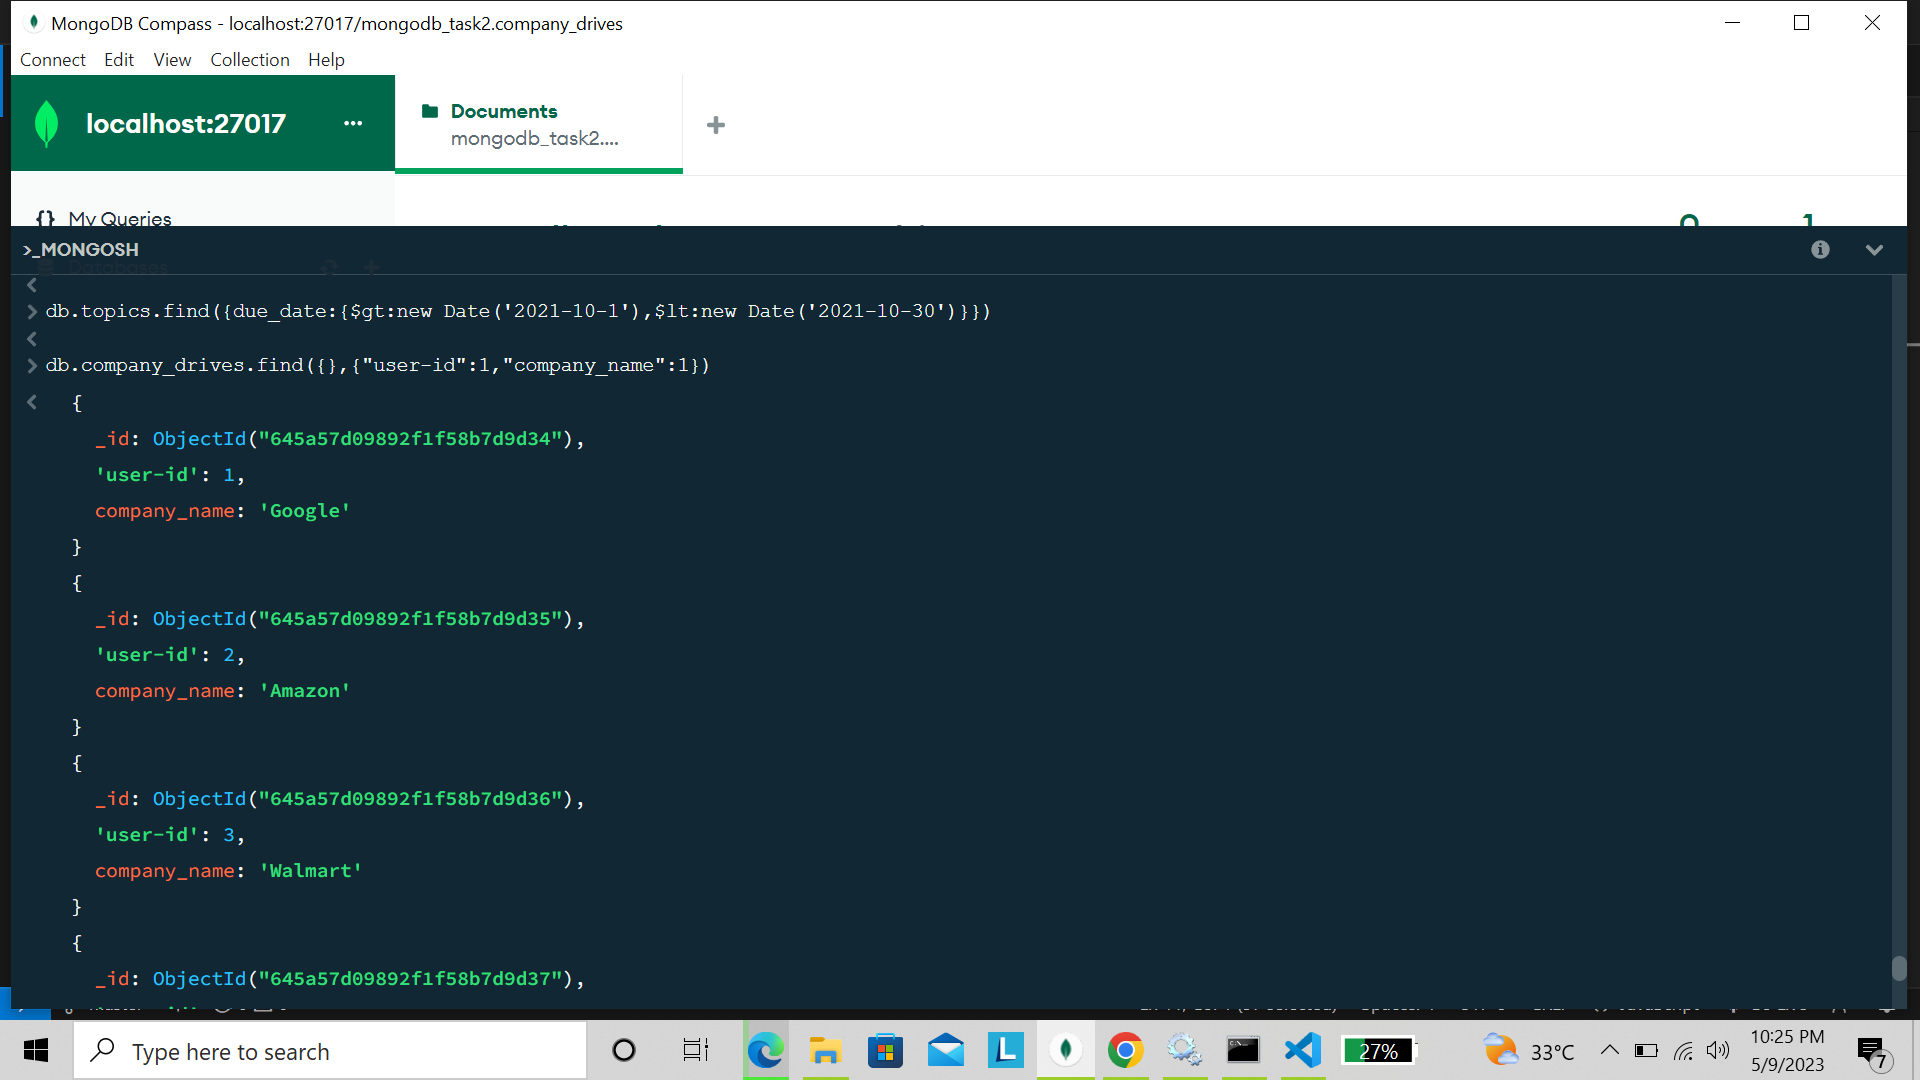 MongoDB Compass - localhost:27017/mongodb_task2.company_drives
Connect Edit View Collection Help
localhost:27017 ...
Documents
mongodb_task2....
{} My Queries
>_MONGOSH
Databases
db.topics.find({due_date:{$gt:new Date('2021-10-1'),$lt:new Date('2021-10-30')}})
db.company_drives.find({},{"user-id":1,"company_name":1})
{
_id: ObjectId("645a57d09892f1f58b7d9d34"),
'user-id': 1,
company_name: 'Google'
}
{
_id: ObjectId("645a57d09892f1f58b7d9d35"),
'user-id': 2,
company_name: 'Amazon'
}
{
_id: ObjectId("645a57d09892f1f58b7d9d36"),
'user-id': 3,
company_name: 'Walmart'
}
{
_id: ObjectId("645a57d09892f1f58b7d9d37"),
Type here to search
L
27%
33°C
10:25 PM
5/9/2023
7